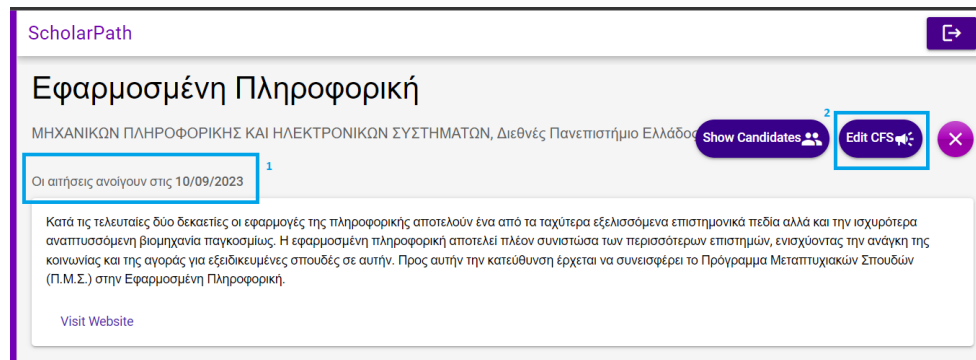 ScholarPath
Εφαρμοσμένη Πληροφορική
ΜΗΧΑΝΙΚΩΝ ΠΛΗΡΟΦΟΡΙΚΗΣ ΚΑΙ ΗΛΕΚΤΡΟΝΙΚΩΝ ΣΥΣΤΗΜΑΤΩΝ, Διεθνές Πανεπιστήμιο Ελλάδος
Show Candidates
2
Edit CFS
1
Οι αιτήσεις ανοίγουν στις 10/09/2023
Κατά τις τελευταίες δύο δεκαετίες οι εφαρμογές της πληροφορικής αποτελούν ένα από τα ταχύτερα εξελισσόμενα επιστημονικά πεδία αλλά και την ισχυρότερα
αναπτυσσόμενη βιομηχανία παγκοσμίως. Η εφαρμοσμένη πληροφορική αποτελεί πλέον συνιστώσα των περισσότερων επιστημών, ενισχύοντας την ανάγκη της
κοινωνίας και της αγοράς για εξειδικευμένες σπουδές σε αυτήν. Προς αυτήν την κατεύθυνση έρχεται να συνεισφέρει το Πρόγραμμα Μεταπτυχιακών Σπουδών
(Π.Μ.Σ.) στην Εφαρμοσμένη Πληροφορική.
Visit Website